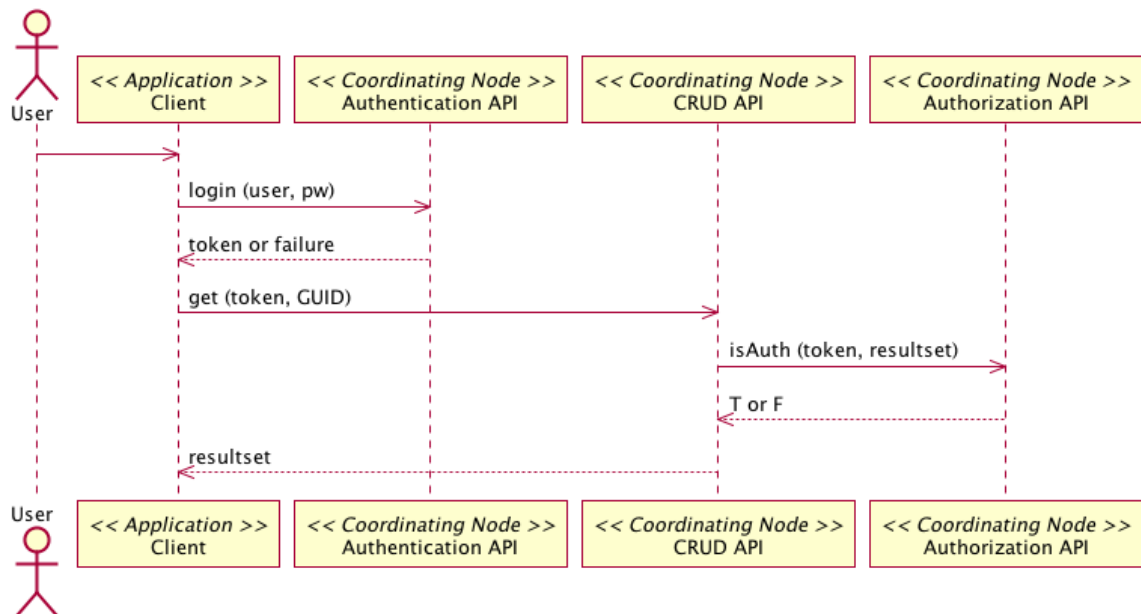 << Application >>
Client
<< Coordinating Node >>
Authentication API
<< Coordinating Node >>
CRUD API
<< Coordinating Node >>
Authorization API
User
login (user, pw)
token or failure
get (token, GUID)
isAuth (token, resultset)
T or F
resultset
User
<< Application >>
Client
<< Coordinating Node >>
Authentication API
<< Coordinating Node >>
CRUD API
<< Coordinating Node >>
Authorization API